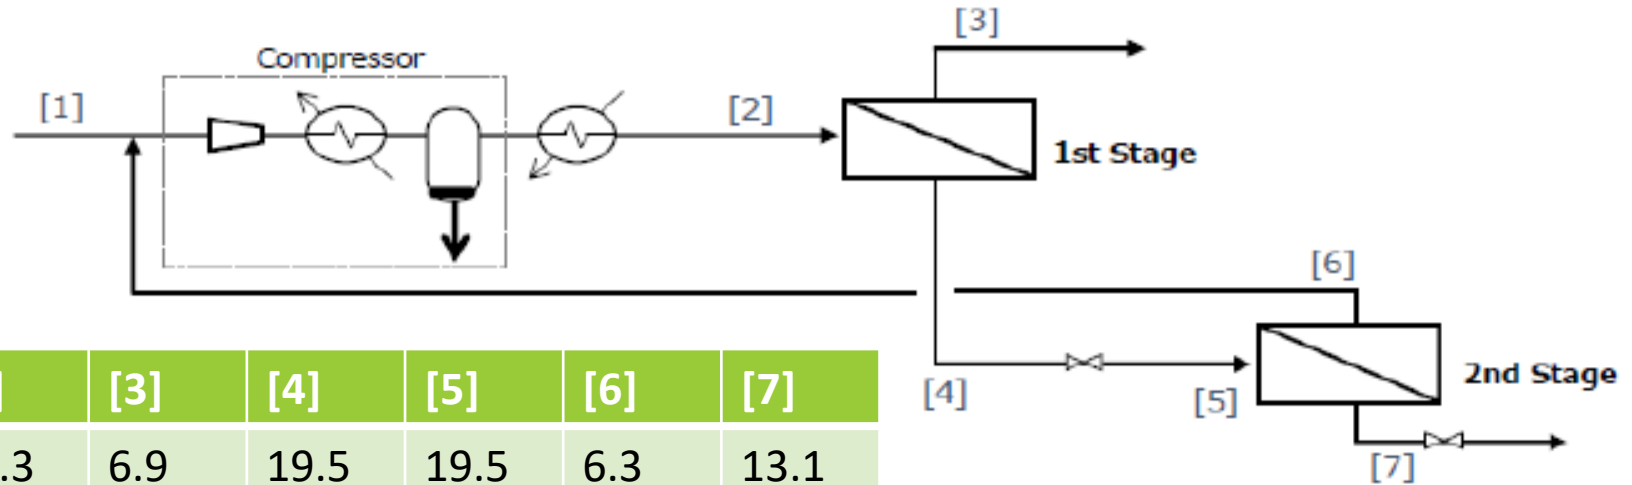 [3]
Compressor
[1]
[2]
1st Stage
[6]
[3] [4] [5] [6] [7]
.3 6.9 19.5 19.5 6.3 13.1
[4]
[5]
2nd Stage
[7]